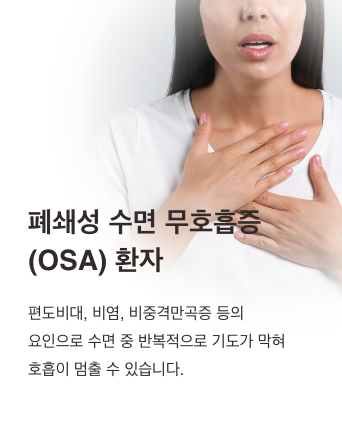 폐쇄성 수면 무호흡증
(OSA) 환자
편도비대, 비염, 비중격만곡증 등의
요인으로 수면 중 반복적으로 기도가 막혀
호흡이 멈출 수 있습니다.